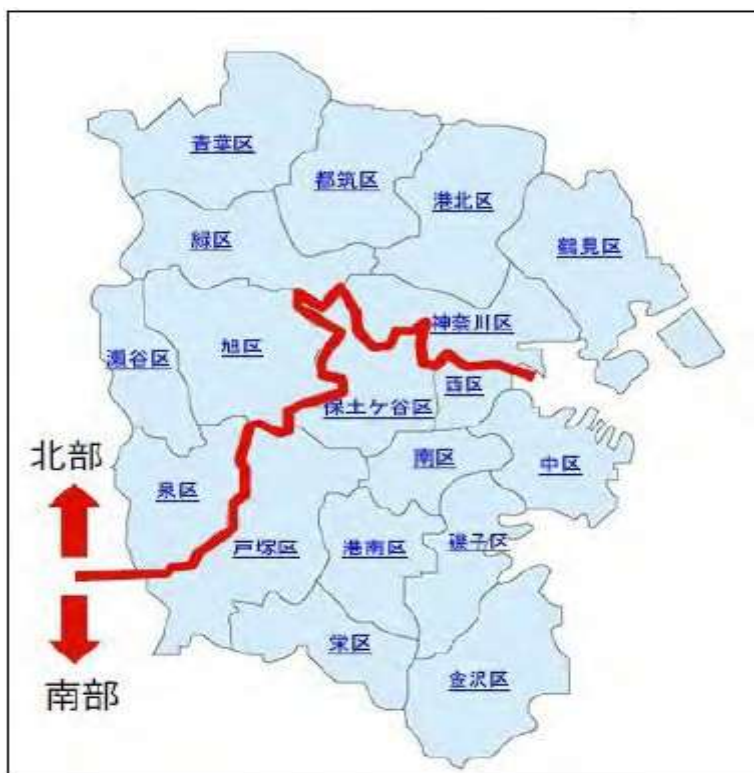 青葉区
都筑区
港北区
緑区
鶴見区
神奈川区
瀬谷区
旭区
西区
保土ケ谷区
北部
南区
中区
泉区
戸塚区
港南区
磯子区
栄区
金沢区
南部